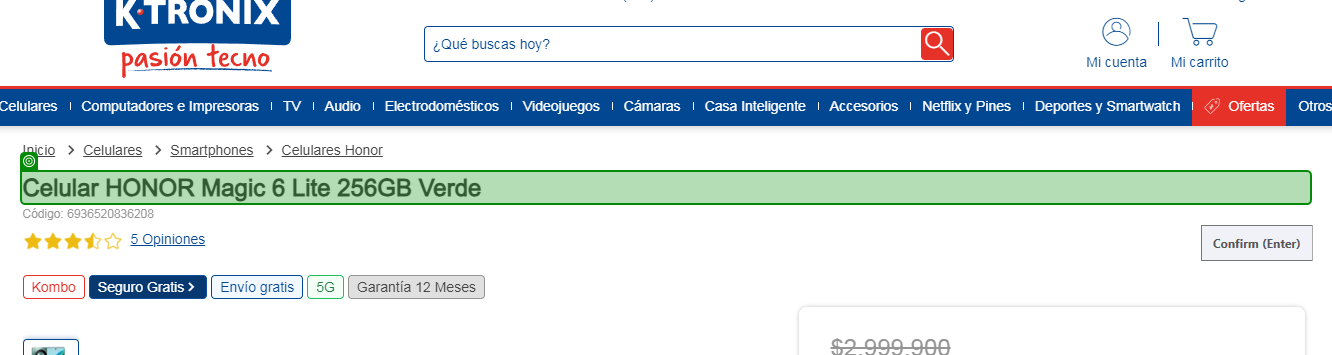 K-TRONIX
pasión tecno
¿Qué buscas hoy?
Mi cuenta
Mi carrito
Celulares
Computadores e Impresoras
TV
Audio
Electrodomésticos
Videojuegos
Cámaras
Casa Inteligente
Accesorios
Netflix y Pines
Deportes y Smartwatch
Ofertas
Otros
Inicio > Celulares > Smartphones > Celulares Honor
Celular HONOR Magic 6 Lite 256GB Verde
Código: 6936520836208
5 Opiniones
Confirm (Enter)
Kombo
Seguro Gratis >
Envío gratis
5G
Garantía 12 Meses
$2.999.900